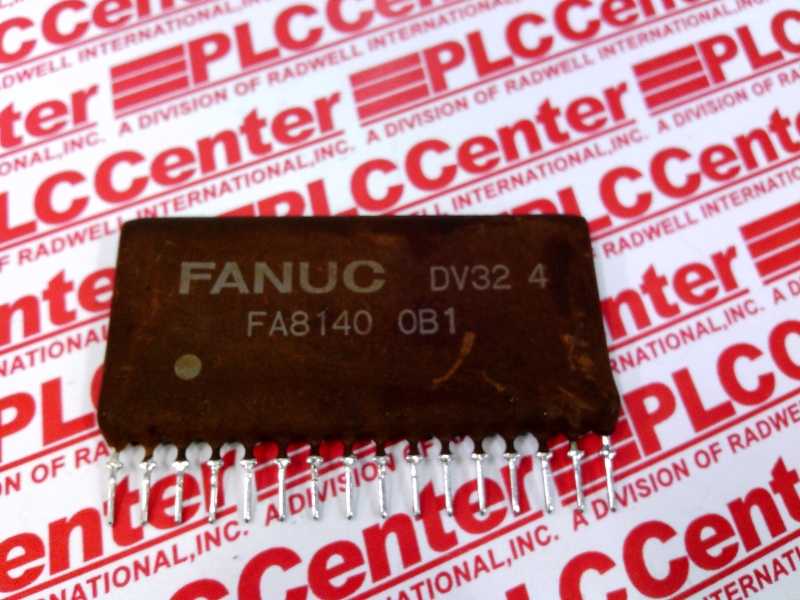 PLCCenter
A DIVISION OF RADWELL INTERNATIONAL, INC.
FANUC DV32 4
FA8140 0B1